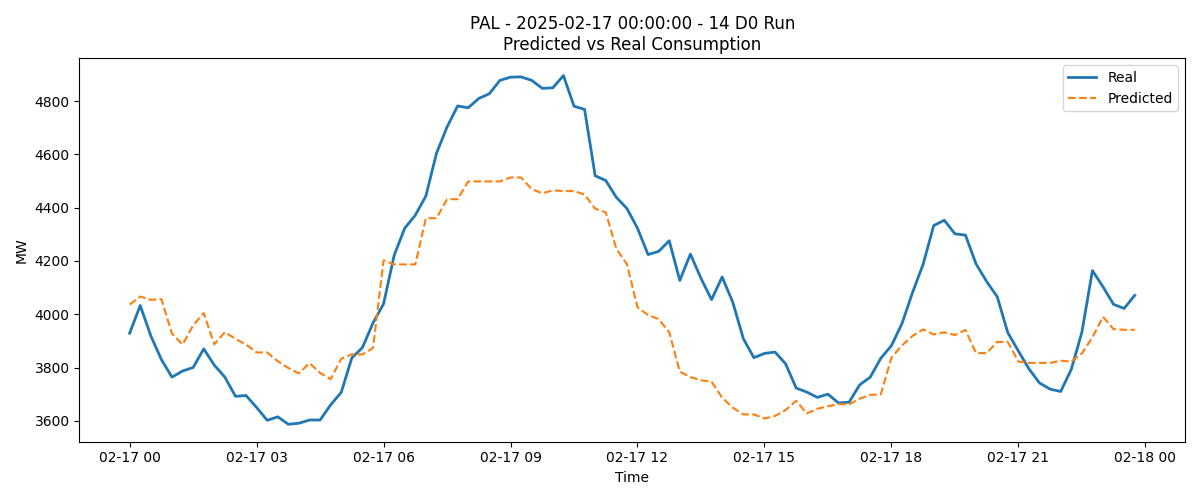 PAL - 2025-02-17 00:00:00 - 14 D0 Run
Predicted vs Real Consumption
Real
Predicted
MW
4800
4600
4400
4200
4000
3800
3600
02-17 00
02-17 03
02-17 06
02-17 09
02-17 12
02-17 15
02-17 18
02-17 21
02-18 00
Time